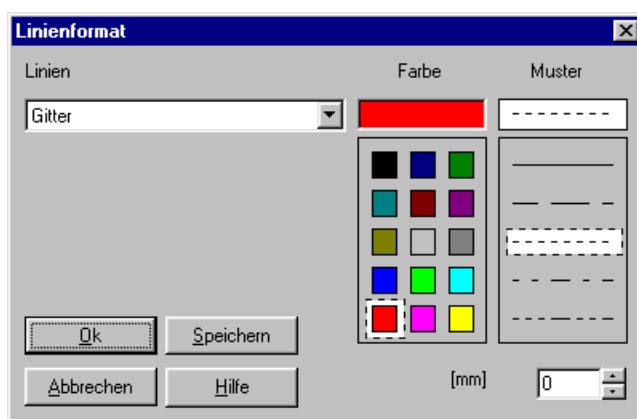 Linienformat
Linien Farbe Muster
Gitter
Ok Speichern
Abbrechen Hilfe [mm] 0